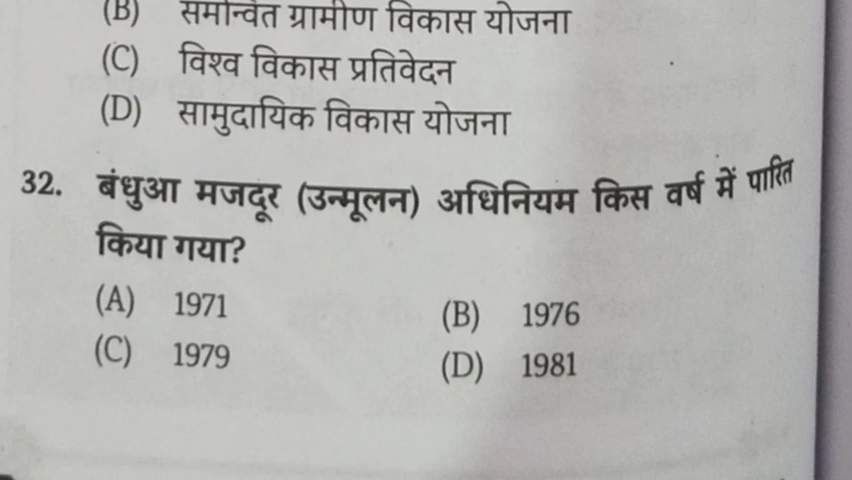 (B) समन्वित ग्रामीण विकास योजना
(C) विश्व विकास प्रतिवेदन
(D) सामुदायिक विकास योजना
32. बंधुआ मजदूर (उन्मूलन) अधिनियम किस वर्ष में पारित
किया गया?
(A) 1971 (B) 1976
(C) 1979 (D) 1981